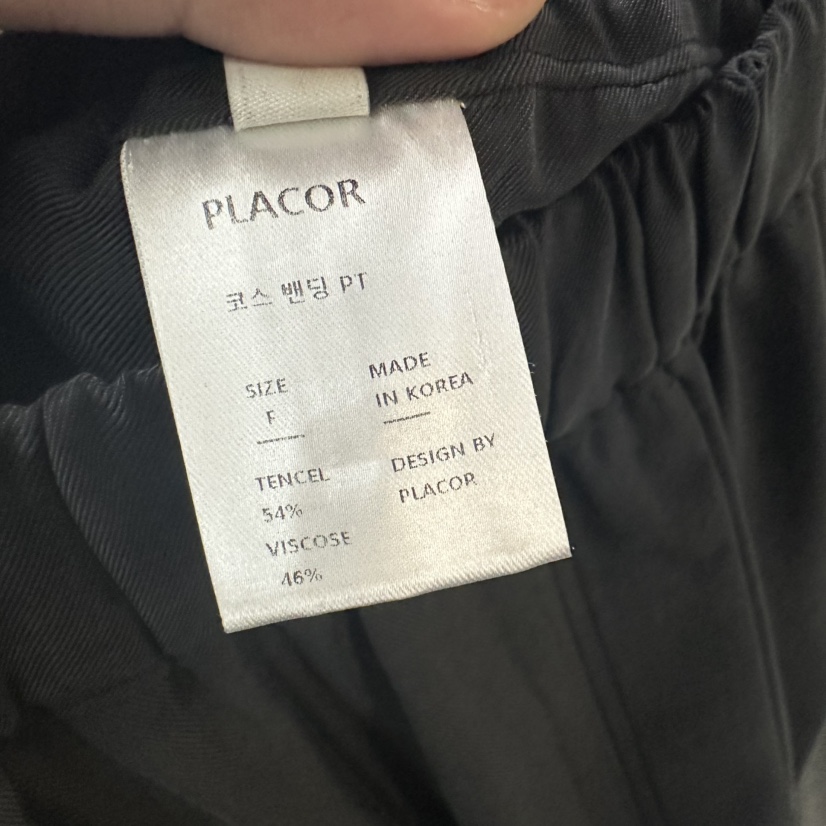 PLACOR
코스 밴딩 PT
SIZE
F
TENCEL
54%
VISCOSE
46%
MADE
IN KOREA
DESIGN BY
PLACOR